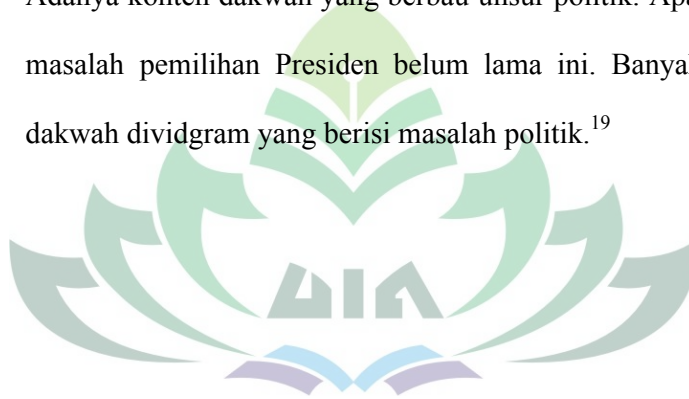 Adanya konten dakwah yang berbau unsur politik.
masalah pemilihan Presiden belum lama ini.
dakwah dividgram yang berisi masalah politik.19
UIN